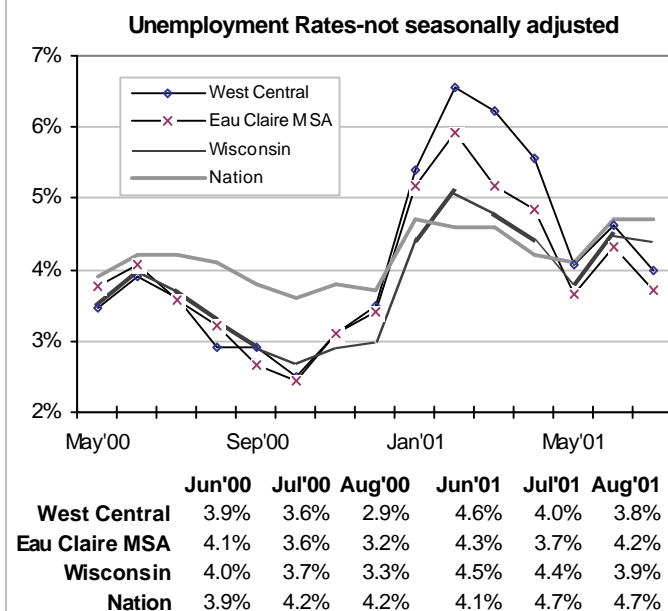 Unemployment Rates-not seasonally adjusted
7%
West Central
Eau Claire MSA
6%
Wisconsin
Nation
5%
4%
3%
2%
May'00 Sep'00 Jan'01 May'01
Jun'00 Jul'00 Aug'00 Jun'01 Jul'01 Aug'01
West Central 3.9% 3.6% 2.9% 4.6% 4.0% 3.8%
Eau Claire MSA 4.1% 3.6% 3.2% 4.3% 3.7% 4.2%
Wisconsin 4.0% 3.7% 3.3% 4.5% 4.4% 3.9%
Nation 3.9% 4.2% 4.2% 4.1% 4.7% 4.7%